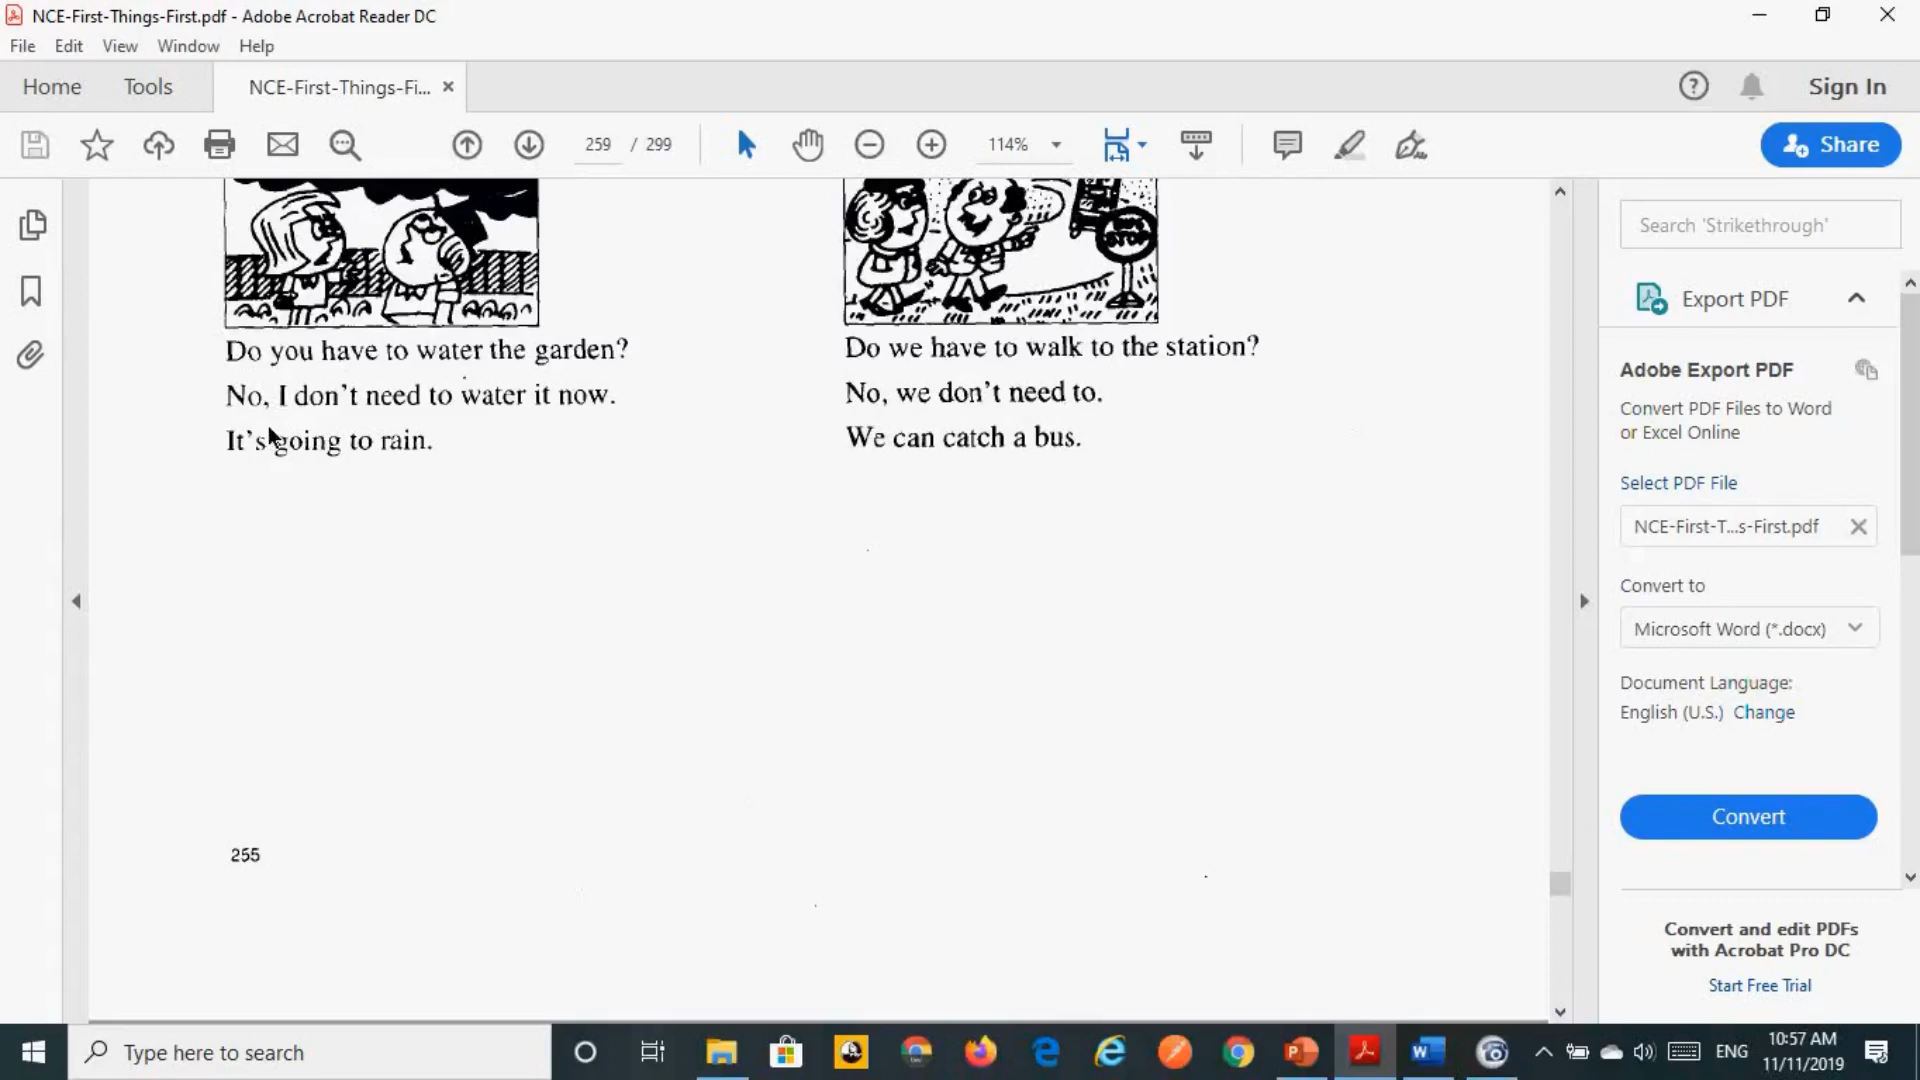 NCE-First-Things-First.pdf - Adobe Acrobat Reader DC
File Edit View Window Help
Home Tools NCE-First-Things-Fi... × Sign In
259 / 299 114% Share
Search 'Strikethrough'
Export PDF
Adobe Export PDF
Convert PDF Files to Word
or Excel Online
Select PDF File
NCE-First-T...s-First.pdf
Convert to
Microsoft Word (*.docx)
Document Language:
English (U.S.) Change
Convert
Convert and edit PDFs
with Acrobat Pro DC
Start Free Trial
STOP
Do you have to water the garden?
No, I don't need to water it now.
It's going to rain.
Do we have to walk to the station?
No, we don't need to.
We can catch a bus.
255
Type here to search
ENG
10:57 AM
11/11/2019